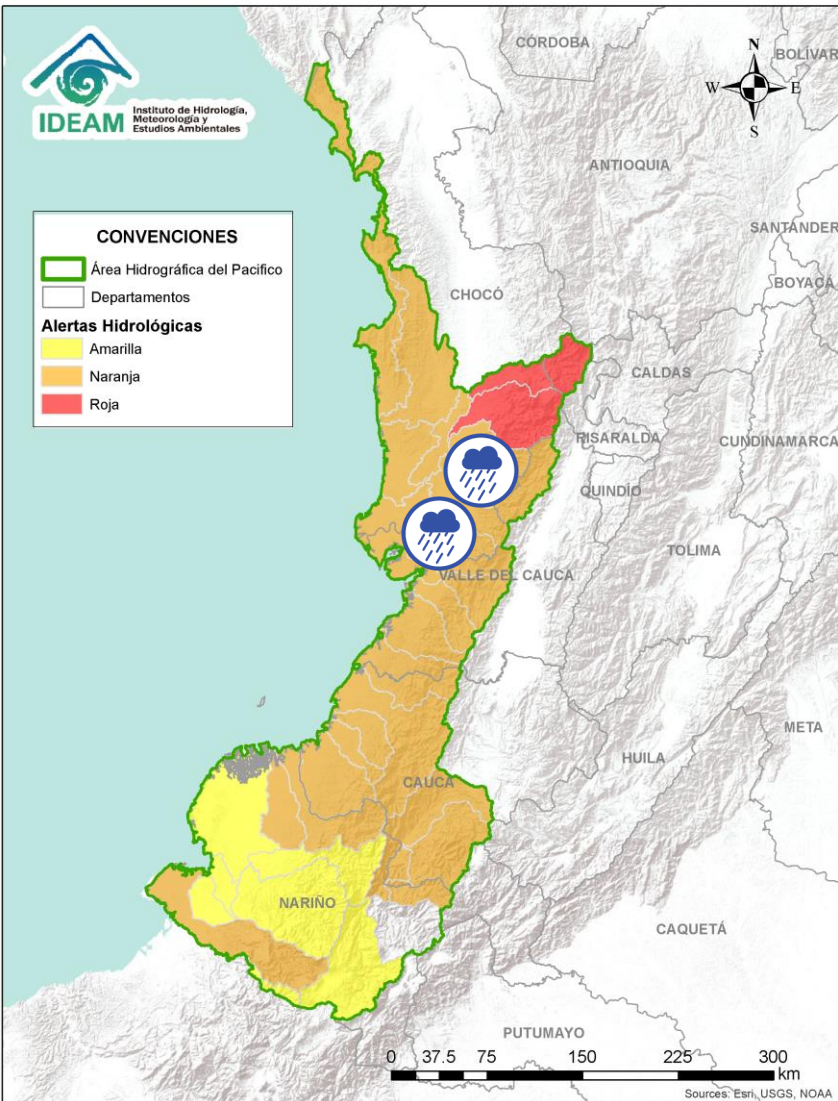 IDEAM
Instituto de Hidrología,
Meteorología y
Estudios Ambientales
CÓRDOBA
BOLIVAR
N
W
E
S
ANTIOQUIA
SANTANDER
CONVENCIONES
Área Hidrográfica del Pacifico
Departamentos
Alertas Hidrológicas
Amarilla
Naranja
Roja
BOYACÁ
CHOCÓ
CALDAS
RISARALDA
CUNDINAMARCA
QUINDÍO
TOLIMA
VALLE DEL CAUCA
META
HUILA
CAUCA
NARIÑO
CAQUETÁ
PUTUMAYO
0 37.5 75 150 225 300
km
Sources: Esri, USGS, NOAA